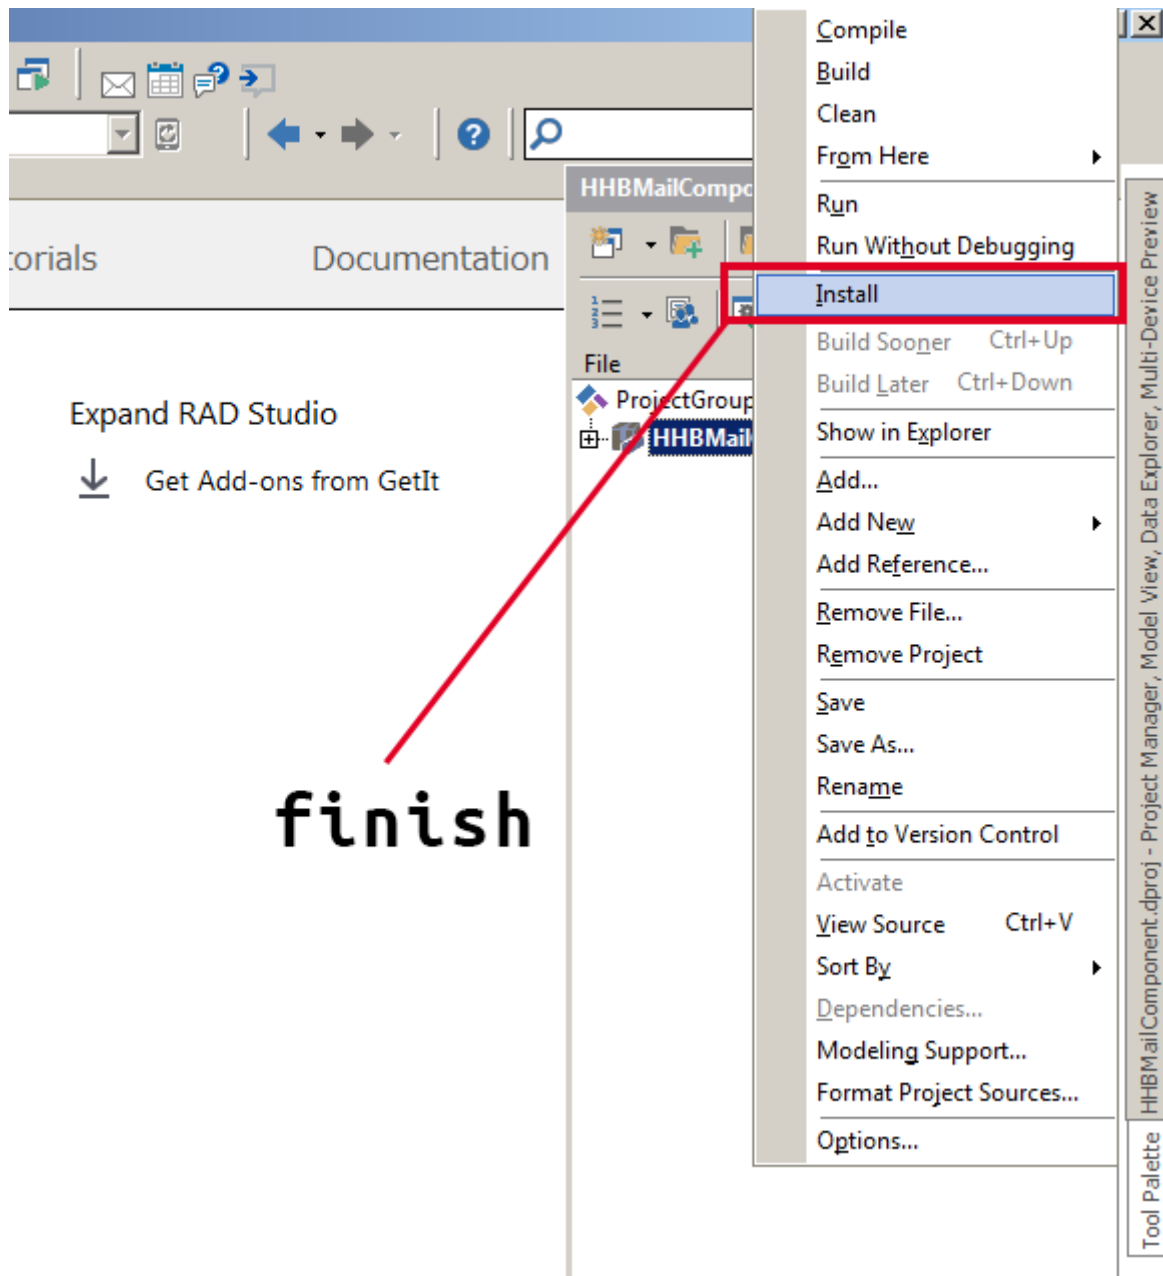 HHBMailCompo
torials
Documentation
File
Expand RAD Studio
ProjectGroup
HHBMail
Get Add-ons from GetIt
finish
Compile
Build
Clean
From Here
Run
Run Without Debugging
Install
Build Sooner Ctrl+Up
Build Later Ctrl+Down
Show in Explorer
Add...
Add New
Add Reference...
Remove File...
Remove Project
Save
Save As...
Rename
Add to Version Control
Activate
View Source Ctrl+V
Sort By
Dependencies...
Modeling Support...
Format Project Sources...
Options...
HHBMailComponent.dproj - Project Manager, Model View, Data Explorer, Multi-Device Preview
Tool Palette